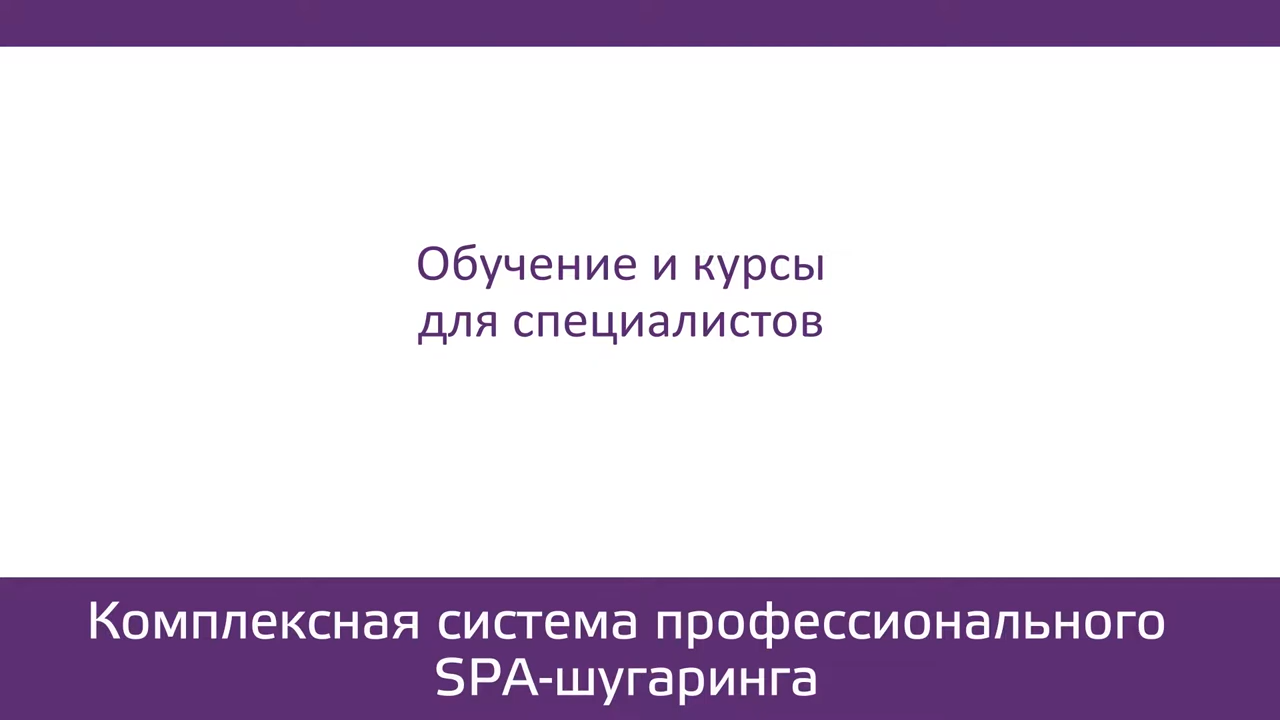 Обучение и курсы
для специалистов
Комплексная система профессионального
SPA-шугаринга